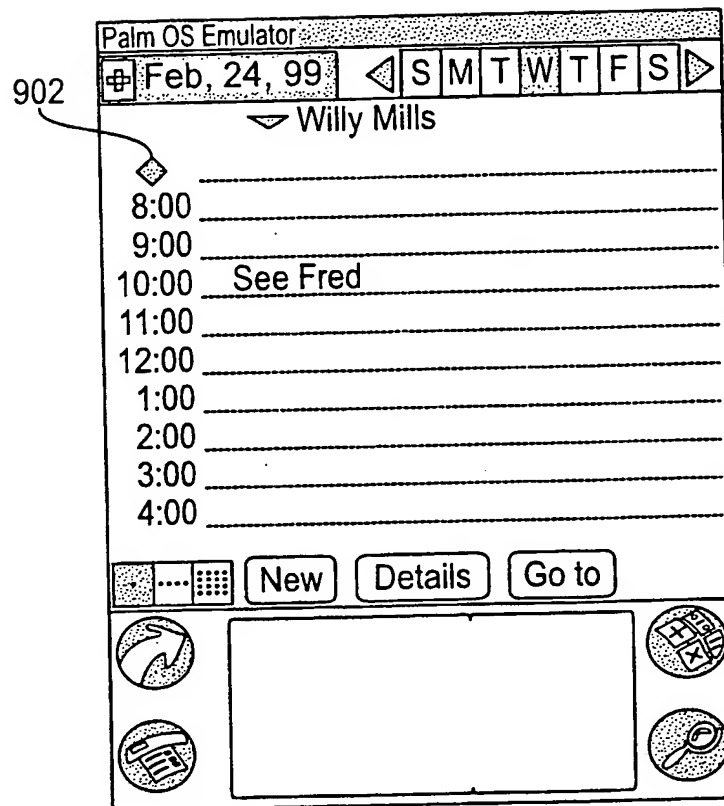 Palm OS Emulator
Feb, 24, 99 S M T W T F S
902
Willy Mills
8:00
9:00
10:00 See Fred
11:00
12:00
1:00
2:00
3:00
4:00
New Details Go to